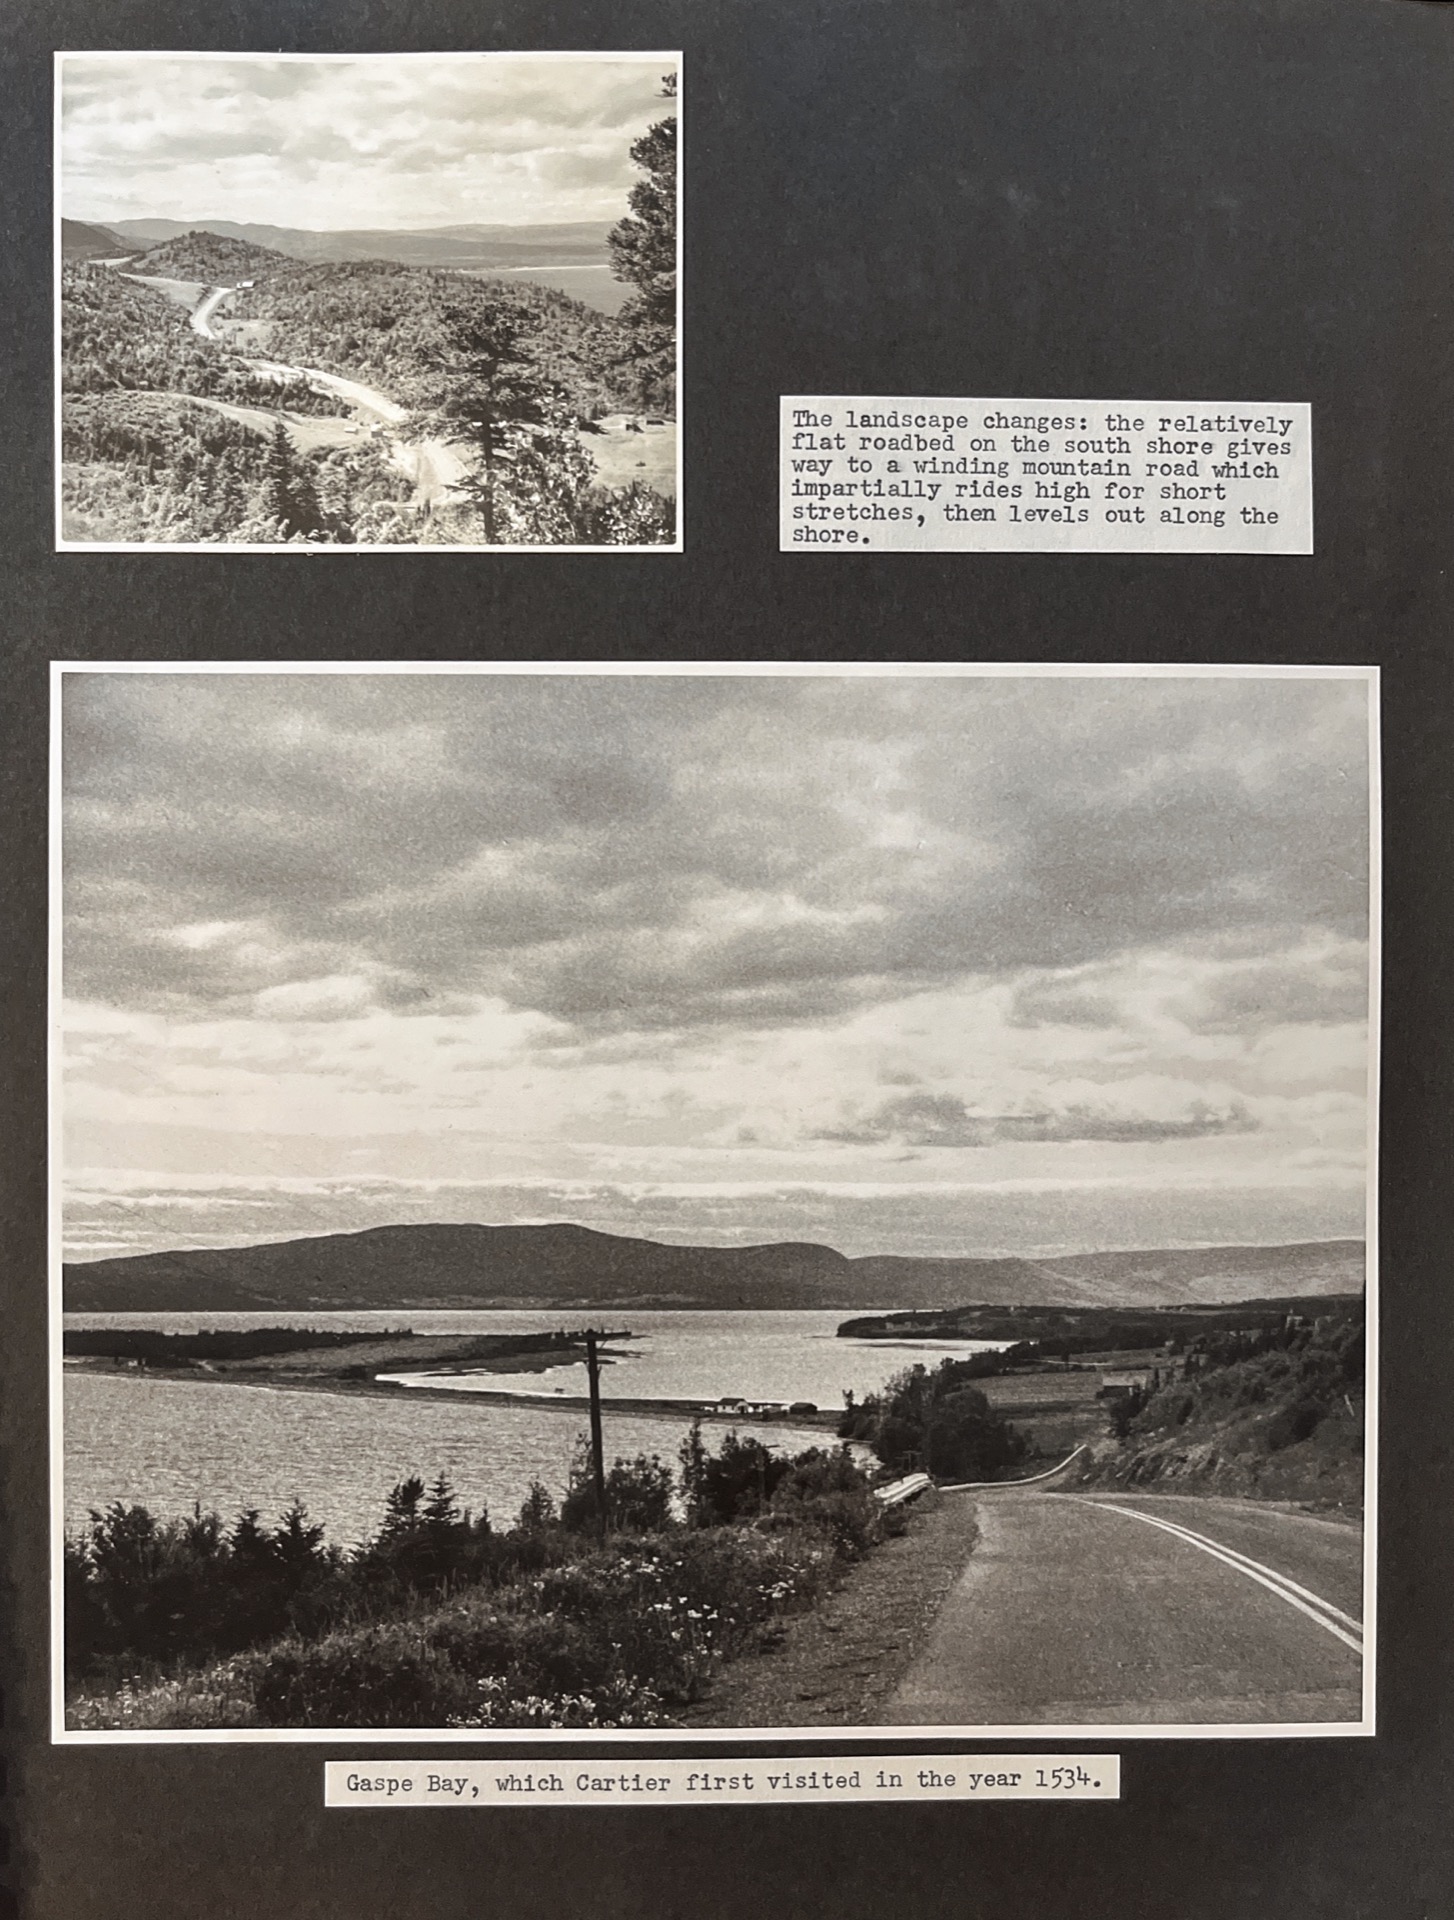 The landscape changes: the relatively
flat roadbed on the south shore gives
way to a winding mountain road which
impartially rides high for short
stretches, then levels out along the
shore.
Gaspe Bay, which Cartier first visited in the year 1534.